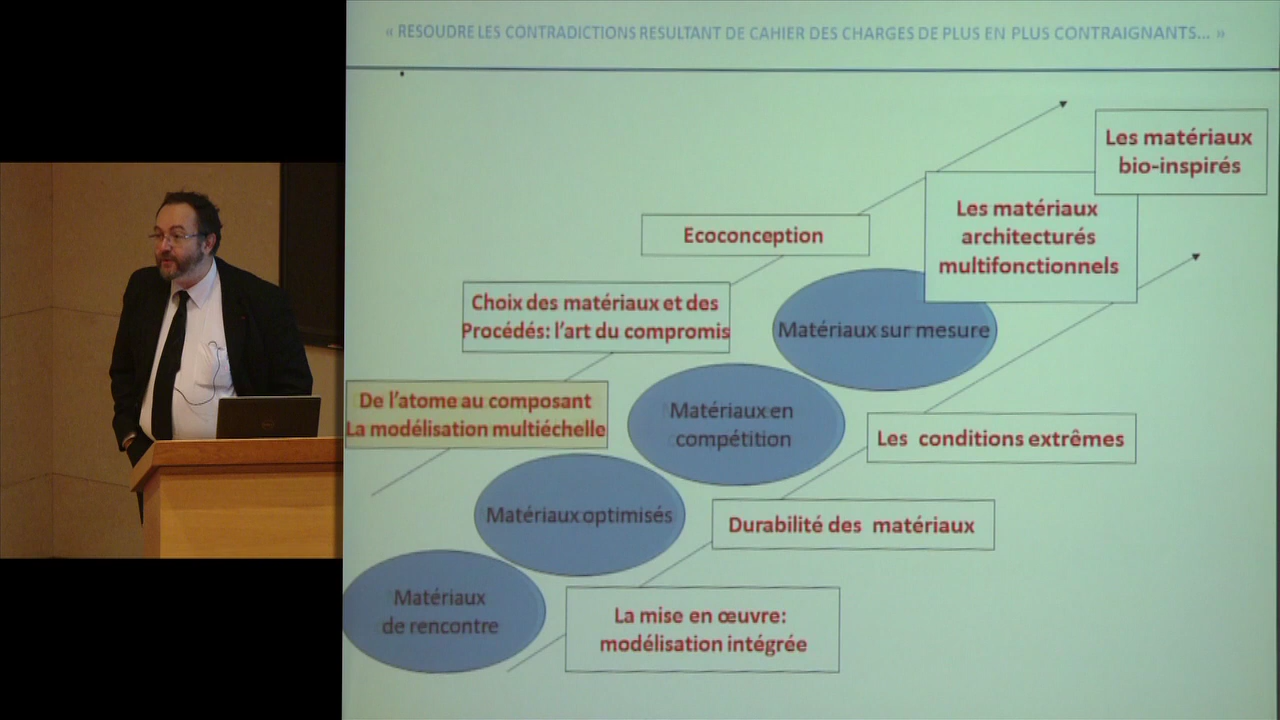 « RESOUDRE LES CONTRADICTIONS RESULTANT DE CAHIER DES CHARGES DE PLUS EN PLUS CONTRAIGNANTS... »
Les matériaux
bio-inspirés
Les matériaux
architecturés
multifonctionnels
Ecoconception
Choix des matériaux et des
Procédés: l'art du compromis
Matériaux sur mesure
De l'atome au composant
La modélisation multiéchelle
Matériaux en
compétition
Les conditions extrêmes
Matériaux optimisés
Durabilité des matériaux
Matériaux
de rencontre
La mise en œuvre:
modélisation intégrée